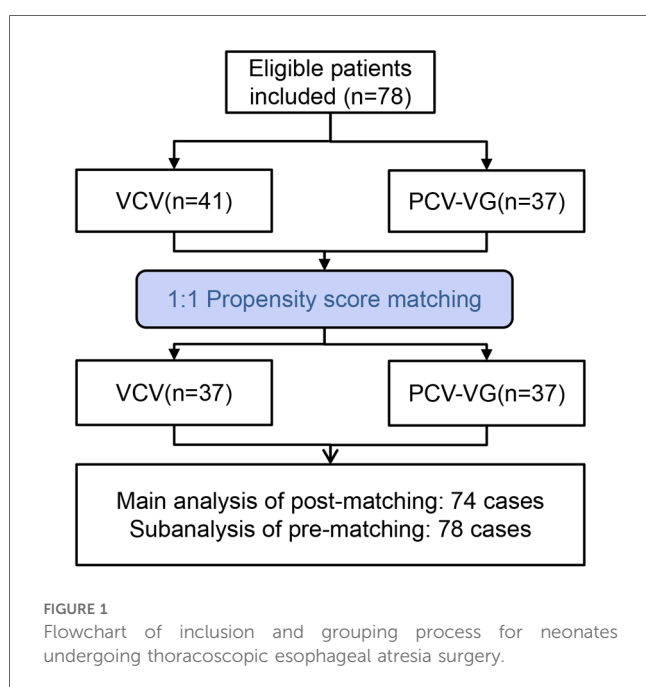 Eligible patients
included (n=78)
VCV(n=41)
PCV-VG(n=37)
1:1 Propensity score matching
VCV(n=37)
PCV-VG(n=37)
Main analysis of post-matching: 74 cases
Subanalysis of pre-matching: 78 cases
FIGURE 1
Flowchart of inclusion and grouping process for neonates
undergoing thoracoscopic esophageal atresia surgery.